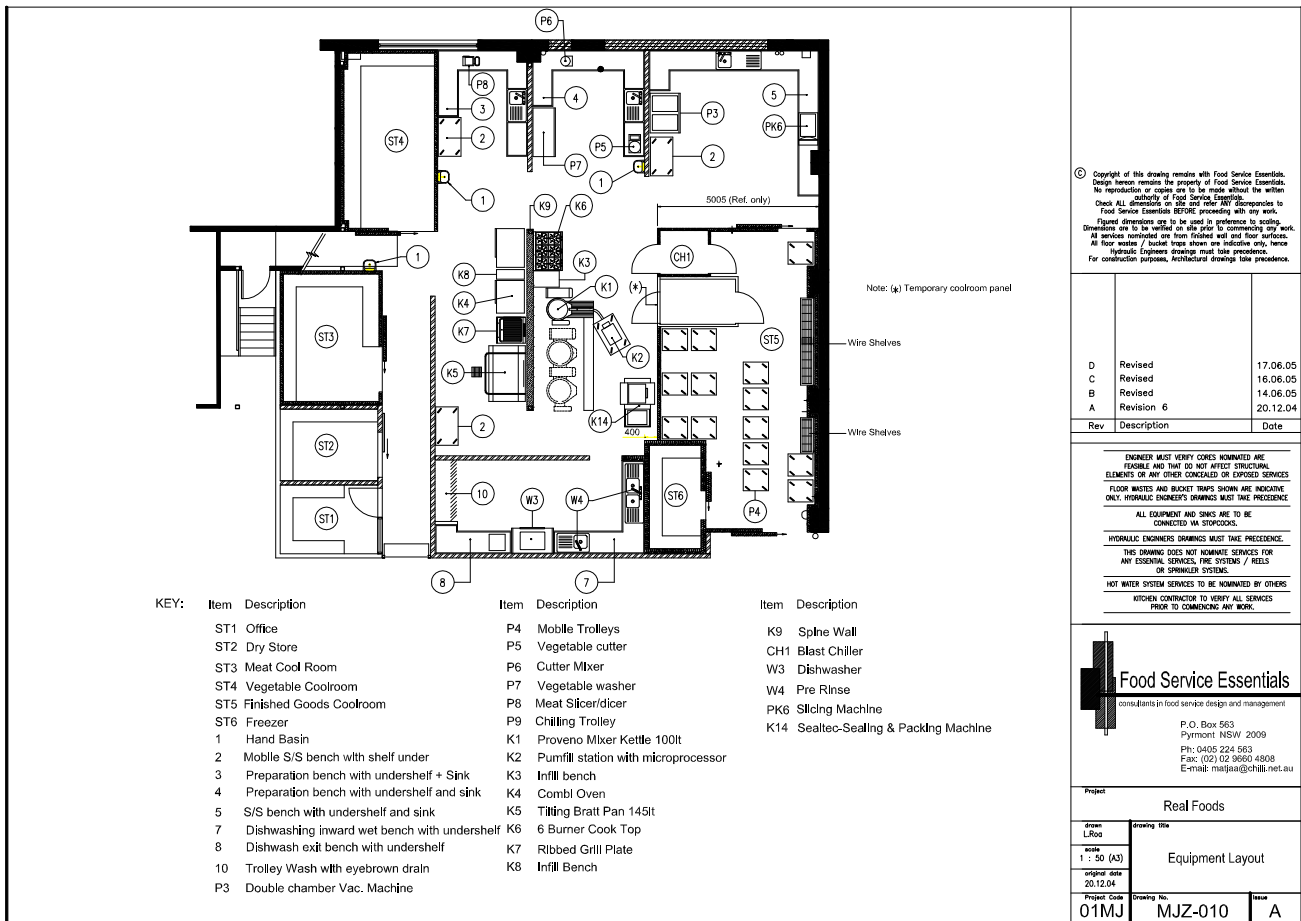 P6
P8
3
4
5
P3
PK6
ST4
2
P5
2
P7
1
1
1
5005 (Ref. only)
K9
K6
CH1
K8
K3
K1
K4
(*)
Note: (*) Temporary coolroom panel
ST3
K7
K2
ST5
Wire Shelves
K5
K14
2
400
Wire Shelves
ST2
10
W3
W4
ST6
ST1
P4
8
7
KEY:
Item Description
ST1 Office
ST2 Dry Store
ST3 Meat Cool Room
ST4 Vegetable Coolroom
ST5 Finished Goods Coolroom
ST6 Freezer
1 Hand Basin
2 Mobile S/S bench with shelf under
3 Preparation bench with undershelf + Sink
4 Preparation bench with undershelf and sink
5 S/S bench with undershelf and sink
7 Dishwashing inward wet bench with undershelf
8 Dishwash exit bench with undershelf
10 Trolley Wash with eyebrown drain
P3 Double chamber Vac. Machine
Item Description
P4 Mobile Trolleys
P5 Vegetable cutter
P6 Cutter Mixer
P7 Vegetable washer
P8 Meat Slicer/dicer
P9 Chilling Trolley
K1 Proveno Mixer Kettle 100lt
K2 Pumfill station with microprocessor
K3 Infill bench
K4 Combi Oven
K5 Tilting Bratt Pan 145lt
K6 6 Burner Cook Top
K7 Ribbed Grill Plate
K8 Infill Bench
Item Description
K9 Spine Wall
CH1 Blast Chiller
W3 Dishwasher
W4 Pre Rinse
PK6 Slicing Machine
K14 Sealtec-Sealing & Packing Machine
© Copyright of this drawing remains with Food Service Essentials.
Design hereon remains the property of Food Service Essentials.
No reproduction or copies are to be made without the written
authority of Food Service Essentials.
Check ALL dimensions on site and refer ANY discrepancies to
Food Service Essentials BEFORE proceeding with any work.
Figured dimensions are to be used in preference to scaling.
Dimensions are to be verified on site prior to commencing any work.
All services nominated are from finished wall and floor surfaces.
All floor wastes / bucket traps shown are indicative only, hence
Hydraulic Engineers drawings must take precedence.
For construction purposes, Architectural drawings take precedence.
D Revised 17.06.05
C Revised 16.06.05
B Revised 14.06.05
A Revision 6 20.12.04
Rev Description Date
ENGINEER MUST VERIFY CORES NOMINATED ARE
FEASIBLE AND THAT DO NOT AFFECT STRUCTURAL
ELEMENTS OR ANY OTHER CONCEALED OR EXPOSED SERVICES
FLOOR WASTES AND BUCKET TRAPS SHOWN ARE INDICATIVE
ONLY. HYDRAULIC ENGINEER'S DRAWINGS MUST TAKE PRECEDENCE
ALL EQUIPMENT AND SINKS ARE TO BE
CONNECTED VIA STOPCOCKS.
HYDRAULIC ENGINNERS DRAWINGS MUST TAKE PRECEDENCE.
THIS DRAWING DOES NOT NOMINATE SERVICES FOR
ANY ESSENTIAL SERVICES, FIRE SYSTEMS / REELS
OR SPRINKLER SYSTEMS.
HOT WATER SYSTEM SERVICES TO BE NOMINATED BY OTHERS
KITCHEN CONTRACTOR TO VERIFY ALL SERVICES
PRIOR TO COMMENCING ANY WORK.
Food Service Essentials
consultants in food service design and management
P.O. Box 563
Pyrmont NSW 2009
Ph: 0405 224 563
Fax: (02) 02 9660 4808
E-mail: matjaa@chilli.net.au
Project
Real Foods
drawn
L.Roa
drawing title
scale
1 : 50 (A3)
Equipment Layout
original date
20.12.04
Project Code
01MJ
Drawing No.
MJZ-010
Issue
A